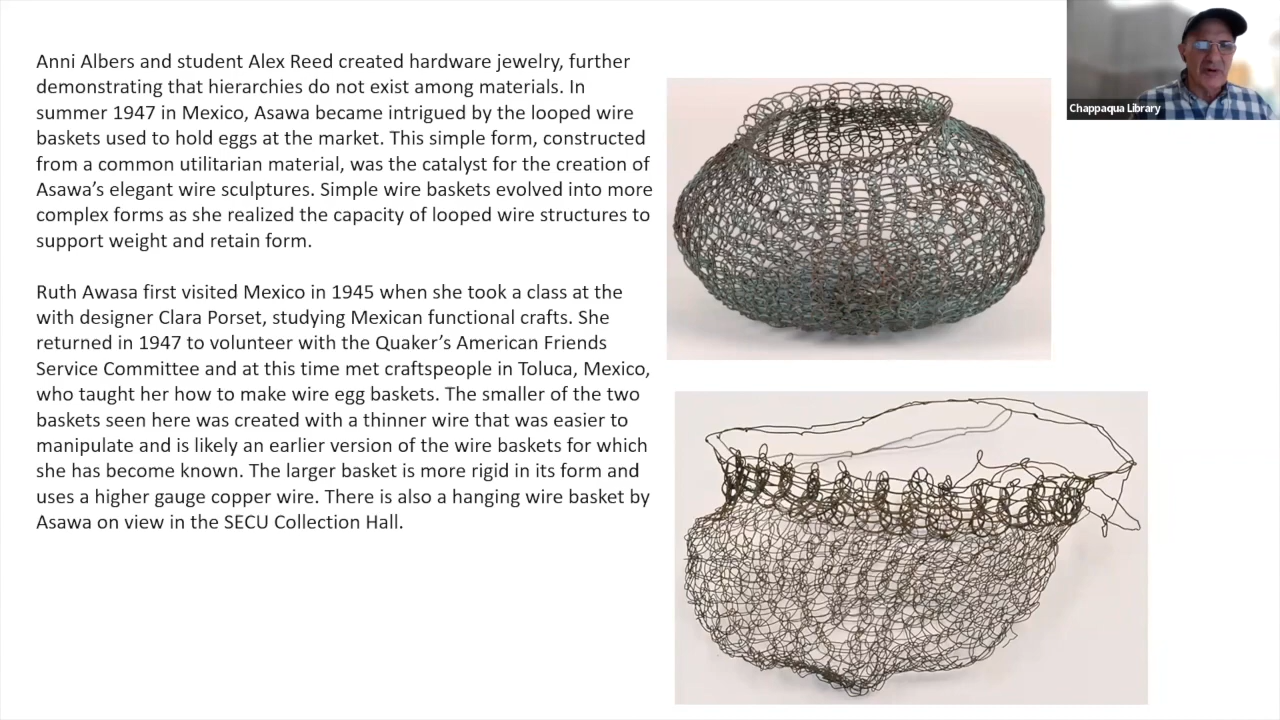 Anni Albers and student Alex Reed created hardware jewelry, further
demonstrating that hierarchies do not exist among materials. In
summer 1947 in Mexico, Asawa became intrigued by the looped wire
baskets used to hold eggs at the market. This simple form, constructed
from a common utilitarian material, was the catalyst for the creation of
Asawa’s elegant wire sculptures. Simple wire baskets evolved into more
complex forms as she realized the capacity of looped wire structures to
support weight and retain form.
Ruth Awasa first visited Mexico in 1945 when she took a class at the
with designer Clara Porset, studying Mexican functional crafts. She
returned in 1947 to volunteer with the Quaker’s American Friends
Service Committee and at this time met craftspeople in Toluca, Mexico,
who taught her how to make wire egg baskets. The smaller of the two
baskets seen here was created with a thinner wire that was easier to
manipulate and is likely an earlier version of the wire baskets for which
she has become known. The larger basket is more rigid in its form and
uses a higher gauge copper wire. There is also a hanging wire basket by
Asawa on view in the SECU Collection Hall.
Chappaqua Library